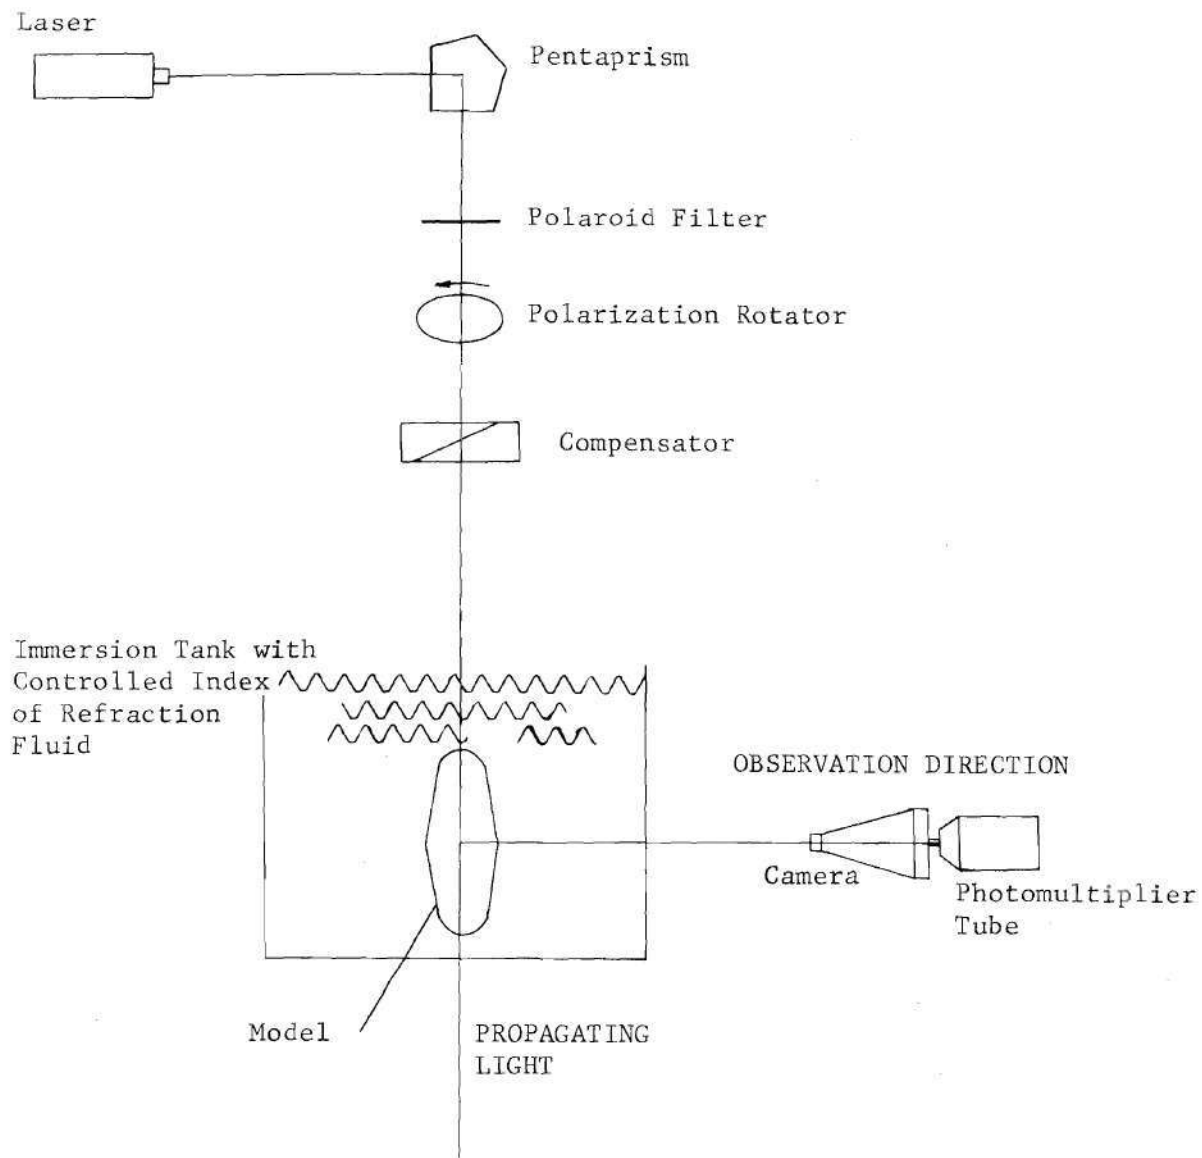 Laser
Pentaprism
Polaroid Filter
Polarization Rotator
Compensator
Immersion Tank with
Controlled Index
of Refraction
Fluid
OBSERVATION DIRECTION
Camera
Photomultiplier
Tube
Model
PROPAGATING
LIGHT